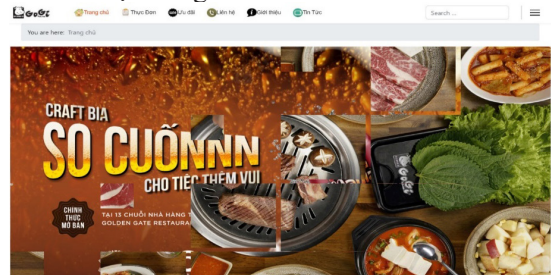 GoGi Trang chủ Thực Đơn Ưu đãi Liên hệ Giới thiệu Tin Tức Search ...
You are here: Trang chủ
CRAFT BIA
SO CUỐNNN
CHO TIỆC THÊM VUI
CHÍNH
THỨC
MỞ BÁN
TẠI 13 CHUỖI NHÀ HÀNG
GOLDEN GATE RESTAURA